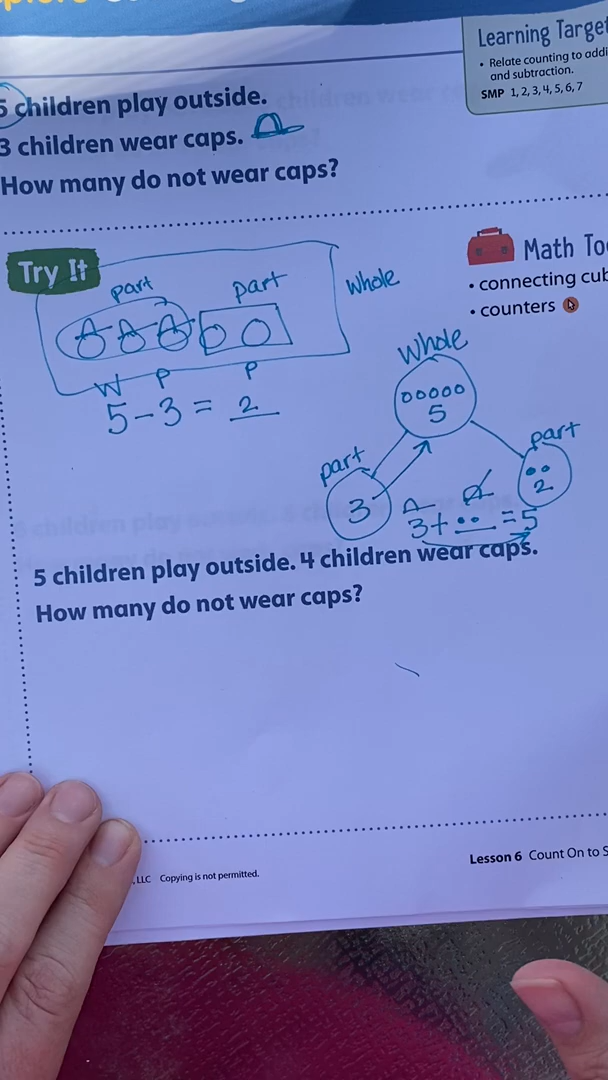 Learning Targe
• Relate counting to addi
and subtraction.
SMP 1, 2, 3, 4, 5, 6, 7
5 children play outside.
3 children wear caps.
How many do not wear caps?
Try It
part
part
whole
W P P
5 - 3 = 2
Math To
• connecting cub
• counters
Whole
5
part
3
part
2
3 + __ = 5
5 children play outside. 4 children wear caps.
How many do not wear caps?
, LLC Copying is not permitted.
Lesson 6 Count On to S